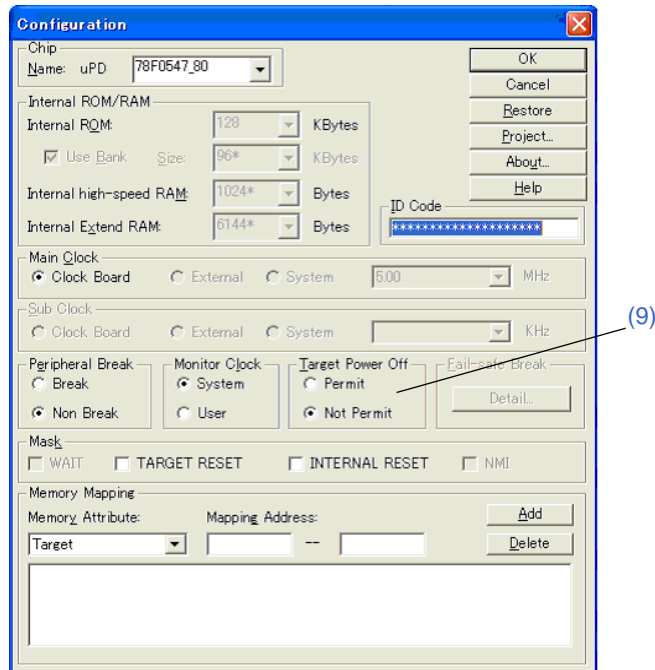 Configuration
Chip
Name: uPD 78F0547_80
OK
Cancel
Restore
Project...
About...
Help
Internal ROM/RAM
Internal ROM: 128 KBytes
Use Bank Size: 96* KBytes
Internal high-speed RAM: 1024* Bytes
Internal Extend RAM: 6144* Bytes
ID Code
********************
Main Clock
Clock Board External System 5.00 MHz
Sub Clock
Clock Board External System KHz
(9)
Peripheral Break Monitor Clock Target Power Off Fail-safe Break
Break System Permit Detail...
Non Break User Not Permit
Mask
WAIT TARGET RESET INTERNAL RESET NMI
Memory Mapping
Memory Attribute: Mapping Address: Add
Target -- Delete